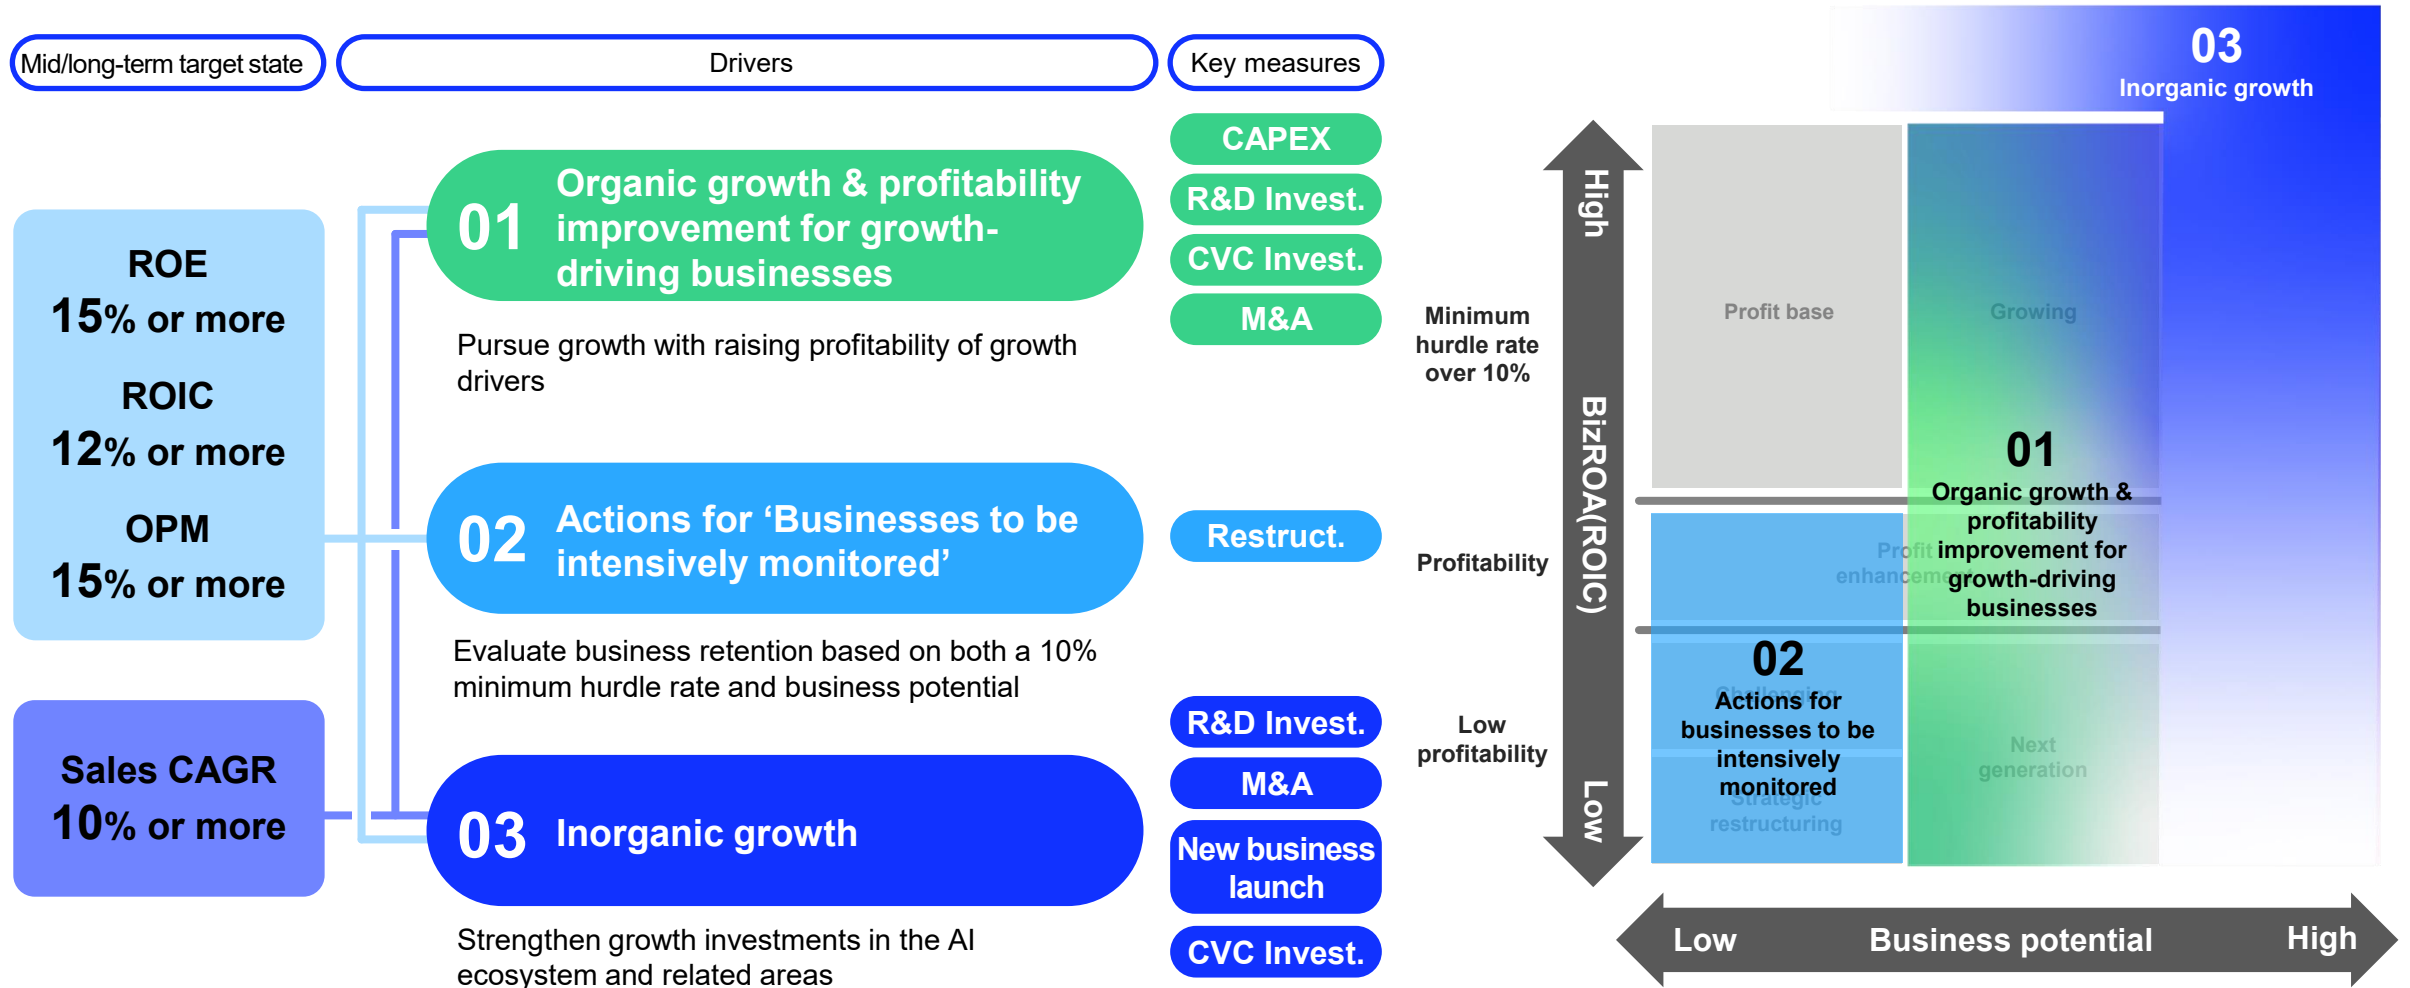 Mid/long-term target state
Drivers
Key measures
ROE
15% or more
ROIC
12% or more
OPM
15% or more
Sales CAGR
10% or more
01
Organic growth & profitability
improvement for growth-
driving businesses
Pursue growth with raising profitability of growth
drivers
CAPEX
R&D Invest.
CVC Invest.
M&A
02
Actions for ‘Businesses to be
intensively monitored’
Evaluate business retention based on both a 10%
minimum hurdle rate and business potential
Restruct.
03
Inorganic growth
Strengthen growth investments in the AI
ecosystem and related areas
R&D Invest.
M&A
New business
launch
CVC Invest.
Minimum
hurdle rate
over 10%
Profitability
Low
profitability
High
BizROA(ROIC)
Low
03
Inorganic growth
Profit base
Growing
01
Organic growth &
profitability
improvement for
growth-driving
businesses
Profit
enhancement
02
Challenging
Actions for
businesses to be
intensively
monitored
Strategic
restructuring
Next
generation
Low
Business potential
High